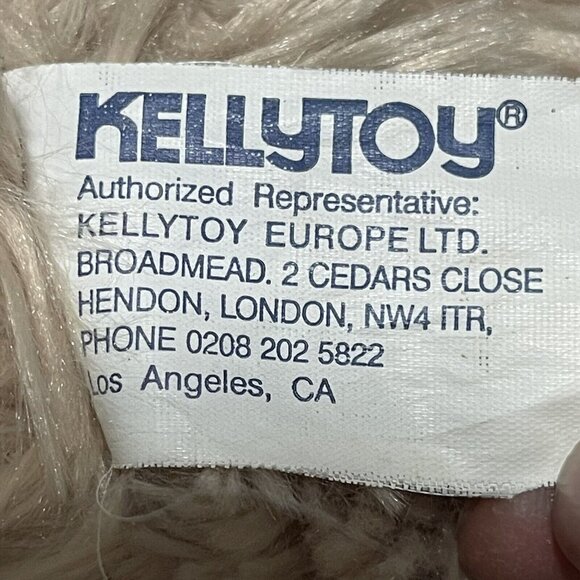 KELLYTOY®
Authorized Representative:
KELLYTOY EUROPE LTD.
BROADMEAD. 2 CEDARS CLOSE
HENDON, LONDON, NW4 ITR,
PHONE 0208 202 5822
Los Angeles, CA